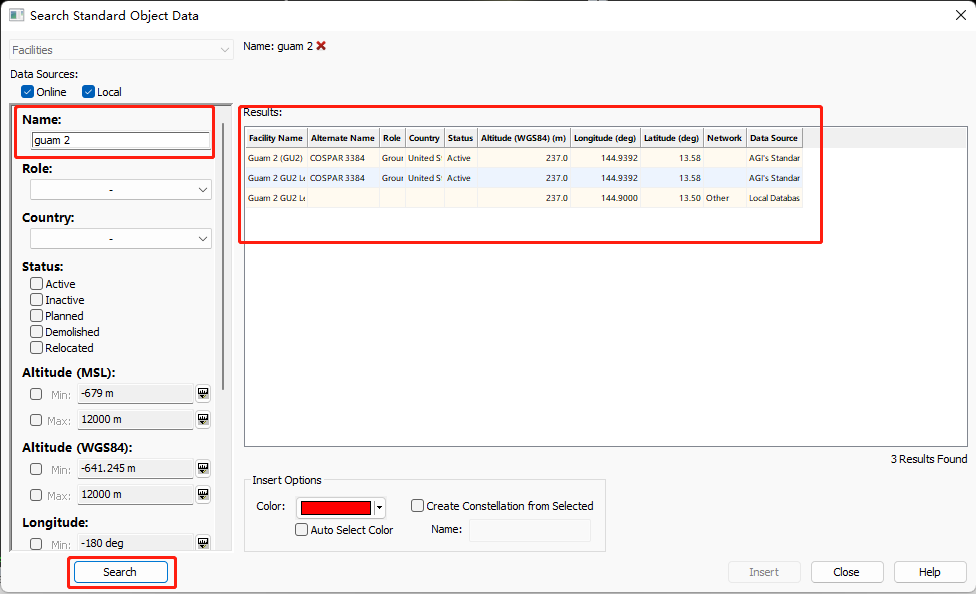 Search Standard Object Data
Facilities
Name: guam 2
Data Sources:
Online Local
Name:
guam 2
Role:
-
Country:
-
Status:
Active
Inactive
Planned
Demolished
Relocated
Altitude (MSL):
Min: -679 m
Max: 12000 m
Altitude (WGS84):
Min: -641.245 m
Max: 12000 m
Longitude:
Min: -180 deg
Search
Results:
Facility Name Alternate Name Role Country Status Altitude (WGS84) (m) Longitude (deg) Latitude (deg) Network Data Source
Guam 2 (GU2) COSPAR 3384 Groun United St Active 237.0 144.9392 13.58 AGI's Standar
Guam 2 GU2 Le COSPAR 3384 Groun United St Active 237.0 144.9392 13.58 AGI's Standar
Guam 2 GU2 Le 237.0 144.9000 13.50 Other Local Databas
3 Results Found
Insert Options
Color:
Create Constellation from Selected
Auto Select Color
Name:
Insert Close Help